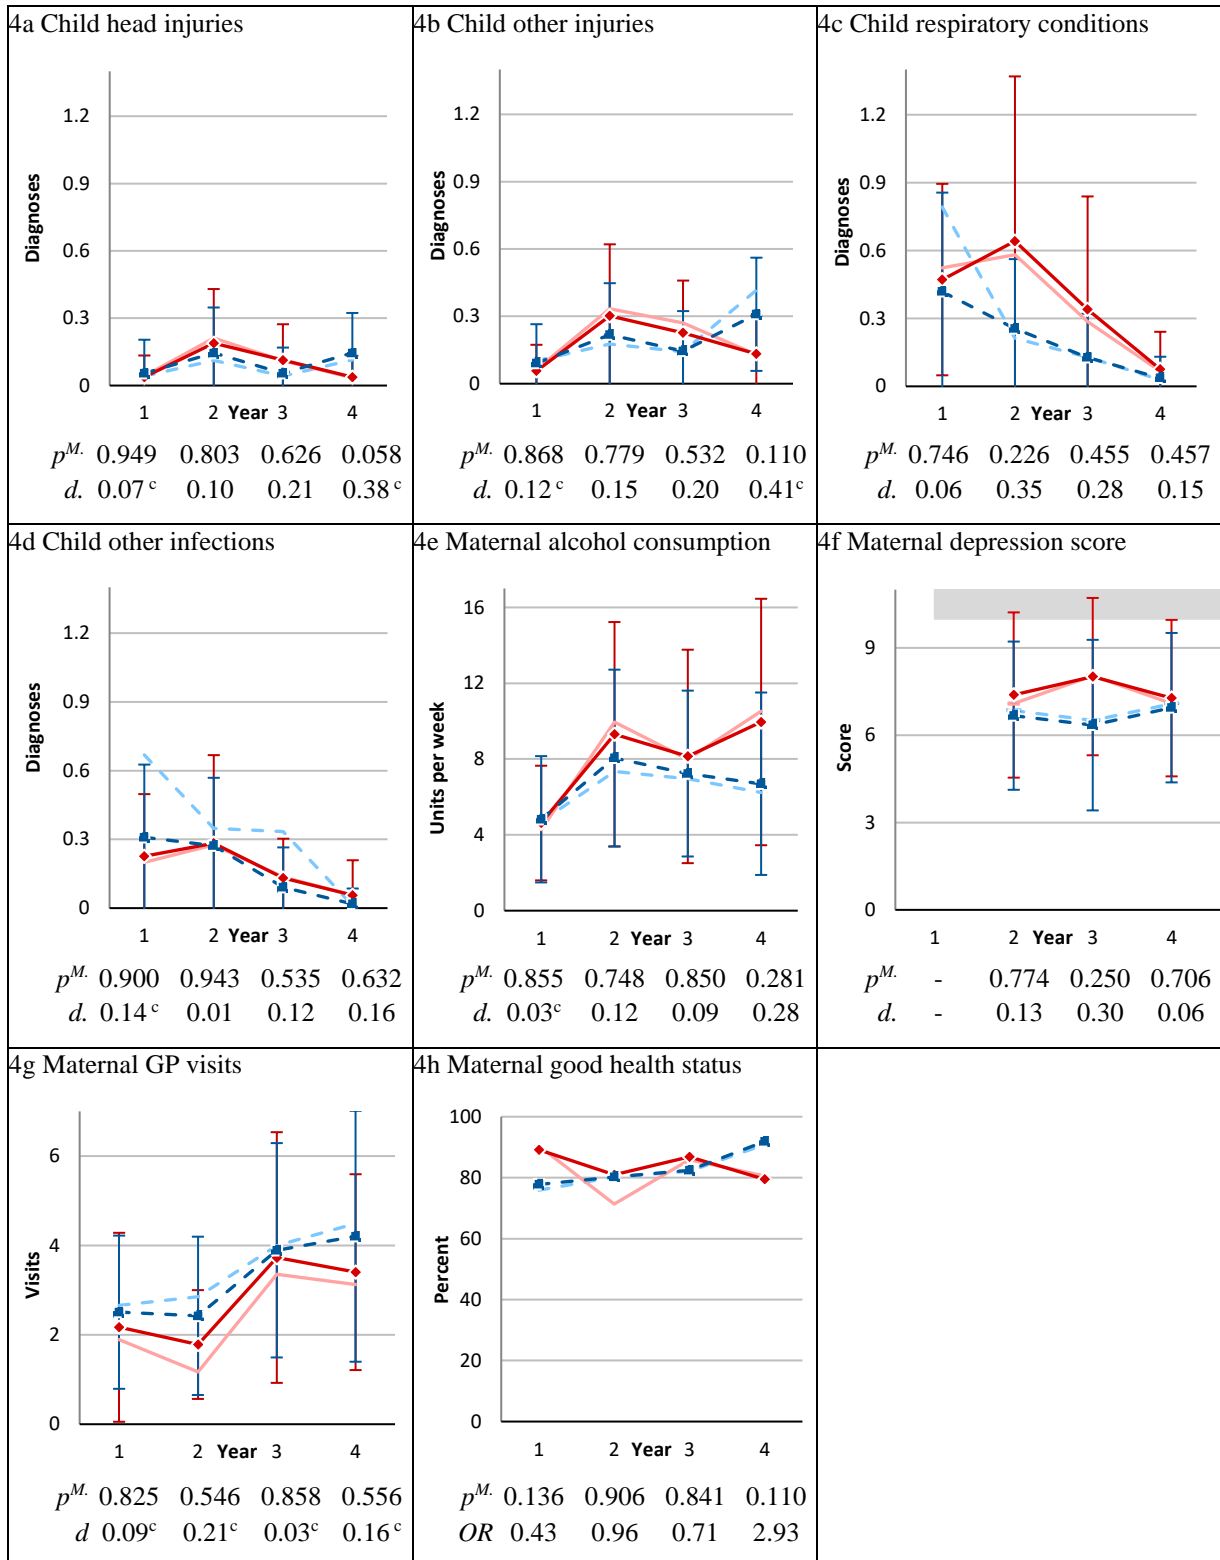 4a Child head injuries
1.2
0.9
0.6
0.3
0
Diagnoses
1 2 Year 3 4
pM. 0.949 0.803 0.626 0.058
d. 0.07 c 0.10 0.21 0.38 c
4b Child other injuries
1.2
0.9
0.6
0.3
0
Diagnoses
1 2 Year 3 4
pM. 0.868 0.779 0.532 0.110
d. 0.12 c 0.15 0.20 0.41c
4c Child respiratory conditions
1.2
0.9
0.6
0.3
0
Diagnoses
1 2 Year 3 4
pM. 0.746 0.226 0.455 0.457
d. 0.06 0.35 0.28 0.15
4d Child other infections
1.2
0.9
0.6
0.3
0
Diagnoses
1 2 Year 3 4
pM. 0.900 0.943 0.535 0.632
d. 0.14 c 0.01 0.12 0.16
4e Maternal alcohol consumption
16
12
8
4
0
Units per week
1 2 Year 3 4
pM. 0.855 0.748 0.850 0.281
d. 0.03c 0.12 0.09 0.28
4f Maternal depression score
9
6
3
0
Score
1 2 Year 3 4
pM. - 0.774 0.250 0.706
d. - 0.13 0.30 0.06
4g Maternal GP visits
6
4
2
0
Visits
1 2 Year 3 4
pM. 0.825 0.546 0.858 0.556
d 0.09c 0.21c 0.03c 0.16 c
4h Maternal good health status
100
80
60
40
20
0
Percent
1 2 Year 3 4
pM. 0.136 0.906 0.841 0.110
OR 0.43 0.96 0.71 2.93